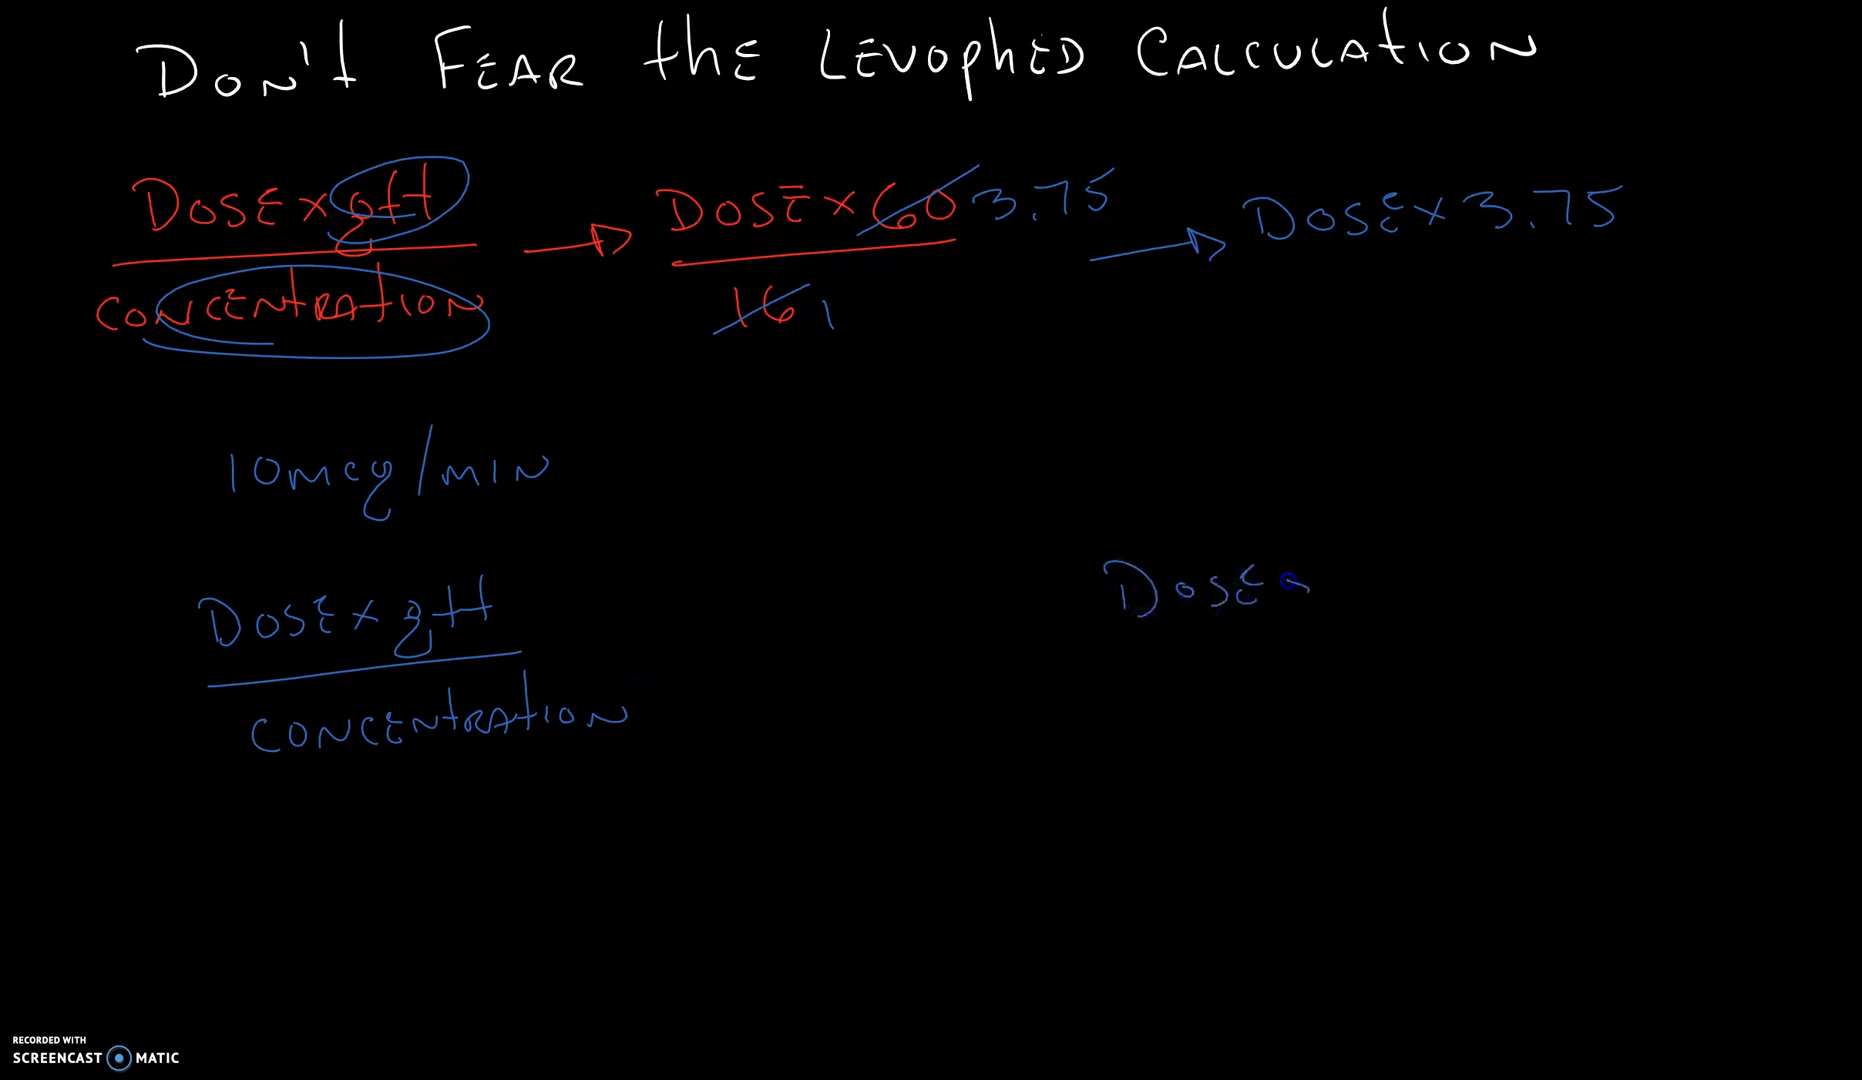 Don't Fear the Levophed Calculation
Dose x gtt
Concentration
Dose x 60 3.75
16 1
Dose x 3.75
10mcg/min
Dose x gtt
Concentration
Dose
RECORDED WITH
SCREENCAST MATIC